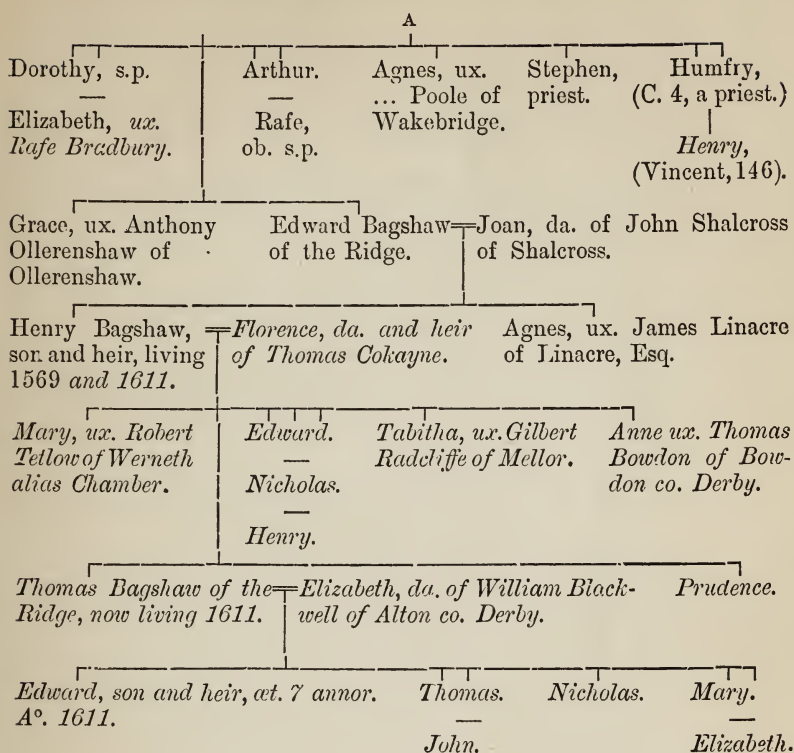 A
Dorothy, s.p.
—
Elizabeth, ux.
Rafe Bradbury.
Arthur.
—
Rafe,
ob. s.p.
Agnes, ux.
... Poole of
Wakebridge.
Stephen,
priest.
Humfry,
(C. 4, a priest.)
Henry,
(Vincent, 146).
Grace, ux. Anthony
Ollerenshaw of
Ollerenshaw.
Edward Bagshaw
of the Ridge.
Joan, da. of John Shalcross
of Shalcross.
Henry Bagshaw,
son and heir, living
1569 and 1611.
Florence, da. and heir
of Thomas Cokayne.
Agnes, ux. James Linacre
of Linacre, Esq.
Mary, ux. Robert
Tetlow of Werneth
alias Chamber.
Edward.
—
Nicholas.
—
Henry.
Tabitha, ux. Gilbert
Radcliffe of Mellor.
Anne ux. Thomas
Bowdon of Bow-
don co. Derby.
Thomas Bagshaw of the
Ridge, now living 1611.
Elizabeth, da. of William Black-
well of Alton co. Derby.
Prudence.
Edward, son and heir, æt. 7 annor.
Aº. 1611.
Thomas.
—
John.
Nicholas.
Mary.
—
Elizabeth.